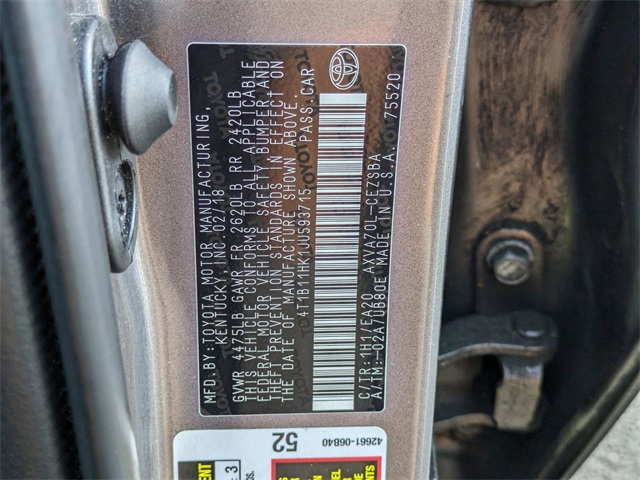 MFD.BY:TOYOTA MOTOR MANUFACTURING,
KENTUCKY, INC. 02/18
GVWR 4475LB GAWR FR 2620LB RR 2420LB
THIS VEHICLE CONFORMS TO ALL APPLICABLE
FEDERAL MOTOR VEHICLE SAFETY, BUMPER, AND
THEFT PREVENTION STANDARDS IN EFFECT ON
THE DATE OF MANUFACTURE SHOWN ABOVE.
4T1B11HK1JU593715 PASS.CAR
C/TR:1H1/EA20 AXVA70L-CEZSBA
A/TM:-02A/UB80E MADE IN U.S.A. 75520
52
42661-06B40